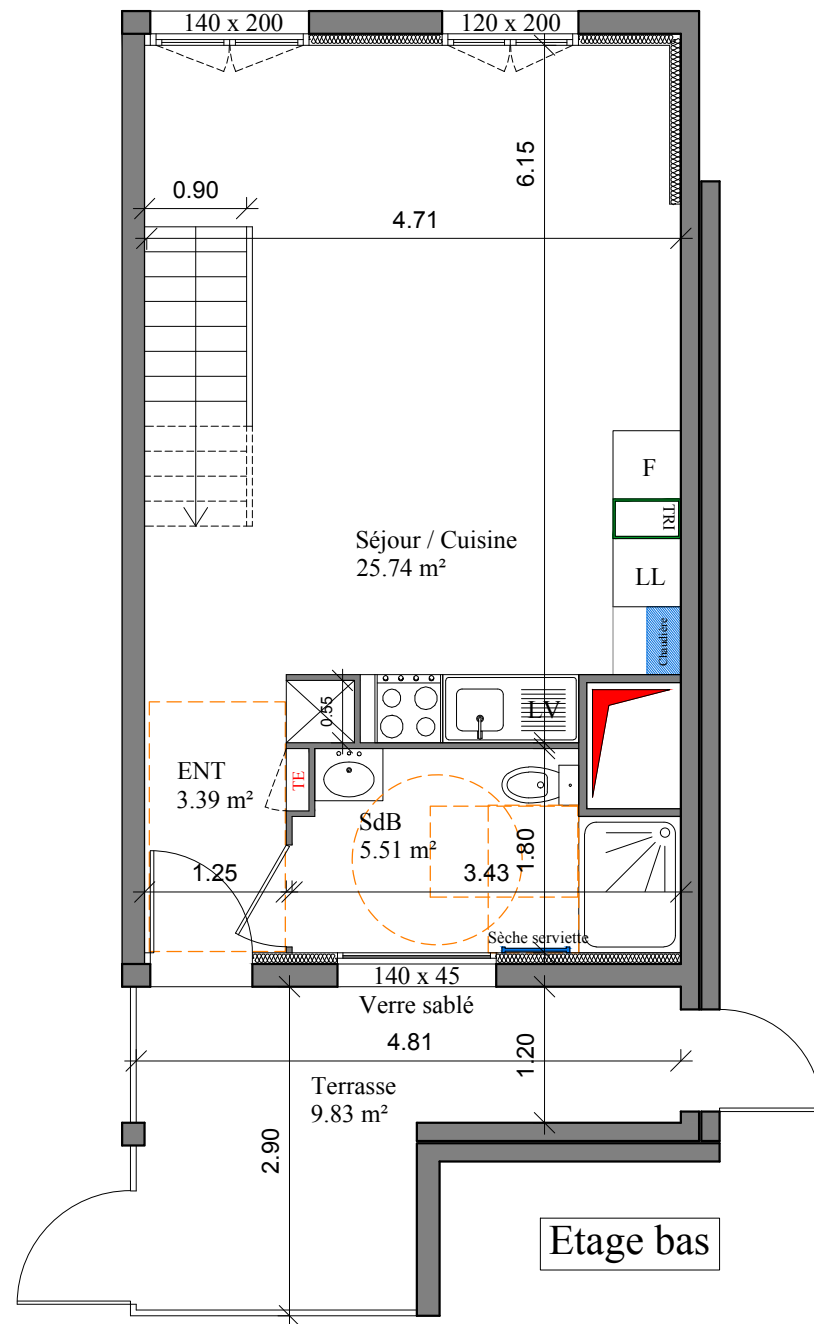 140 x 200
120 x 200
6.15
0.90
4.71
F
TRI
Séjour / Cuisine
25.74 m²
LL
Chaudière
0.55
LV
ENT
3.39 m²
TE
SdB
5.51 m²
1.80
1.25
3.43
Sèche serviette
140 x 45
Verre sablé
4.81
1.20
Terrasse
9.83 m²
2.90
Etage bas